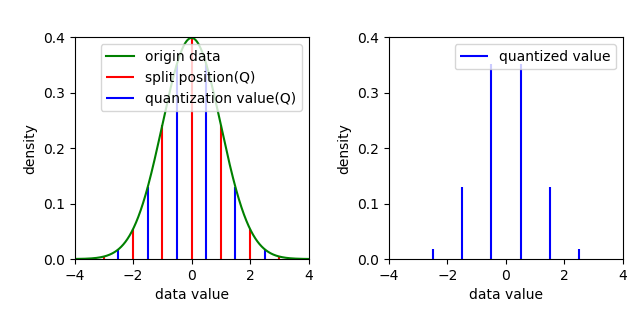 0.4
0.3
0.2
0.1
0.0
density
origin data
split position(Q)
quantization value(Q)
−4
−2
0
2
4
data value
0.4
0.3
0.2
0.1
0.0
density
quantized value
−4
−2
0
2
4
data value